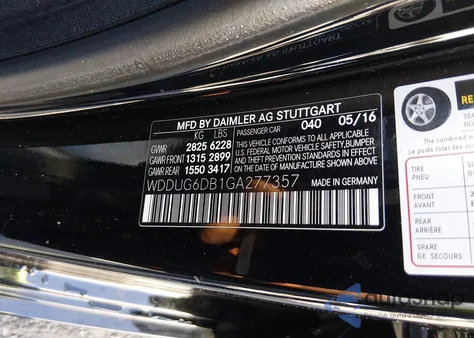 MFD BY DAIMLER AG STUTTGART
KG LBS PASSENGER CAR 040 05/16
GVWR 2825 6228
GAWR FRONT 1315 2899
GAWR REAR 1550 3417
THIS VEHICLE CONFORMS TO ALL APPLICABLE
U.S. FEDERAL MOTOR VEHICLE SAFETY, BUMPER
AND THEFT PREVENTION STANDARDS IN EFFECT
ON THE DATE OF MANUFACTURE SHOWN ABOVE.
WDDUG6DB1GA277357 MADE IN GERMANY
The combined
TIRE
PNEU
FRONT
AVANT
REAR
ARRIÈRE
SPARE
DE SECOURS